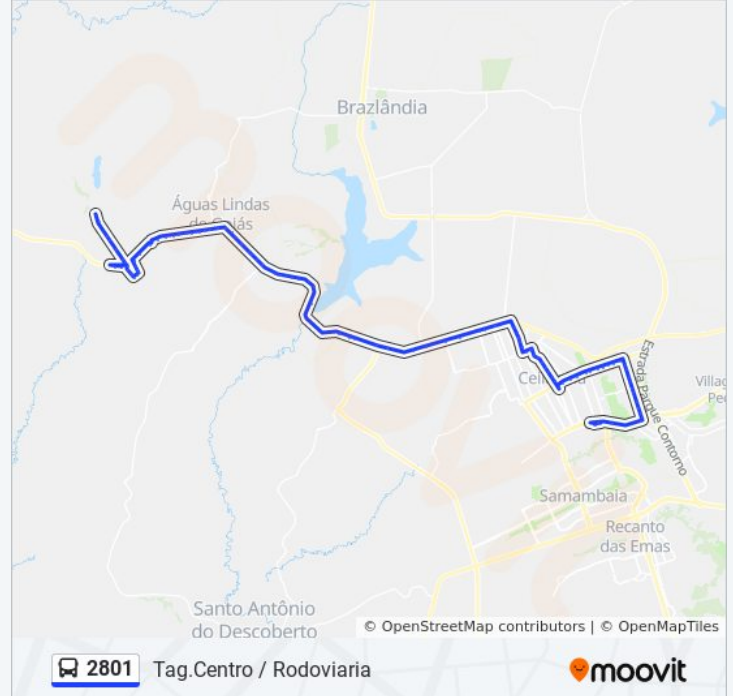 Brazlândia
Águas Lindas
de Goiás
Estrada Parque Contorno
Samambaia
Recanto
das Emas
Santo Antônio
do Descoberto
© OpenStreetMap contributors | © OpenMapTiles
2801 Tag.Centro / Rodoviaria
moovit